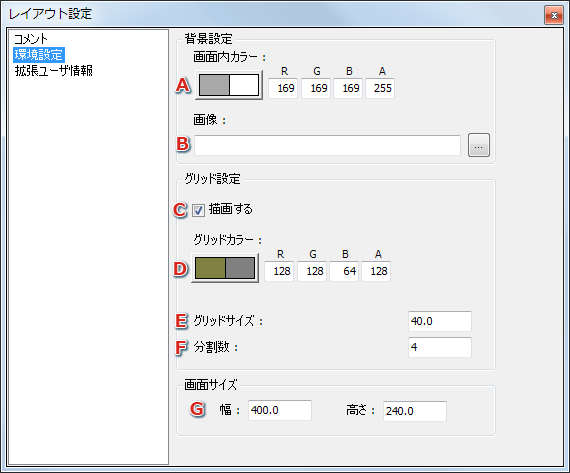 レイアウト設定
コメント
環境設定
拡張ユーザ情報
背景設定
画面内カラー：
R G B A
A 169 169 169 255
画像：
B ...
グリッド設定
C 描画する
グリッドカラー：
R G B A
D 128 128 64 128
E グリッドサイズ： 40.0
F 分割数： 4
画面サイズ
G 幅： 400.0 高さ： 240.0